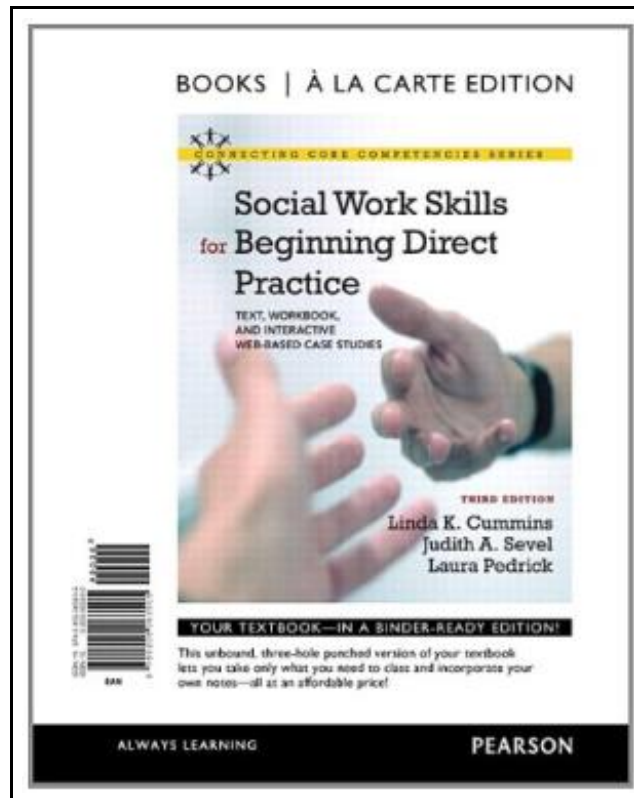 BOOKS | À LA CARTE EDITION
CONNECTING CORE COMPETENCIES SERIES
Social Work Skills
for Beginning Direct
Practice
TEXT, WORKBOOK,
AND INTERACTIVE
WEB-BASED CASE STUDIES
THIRD EDITION
Linda K. Cummins
Judith A. Sevel
Laura Pedrick
YOUR TEXTBOOK—IN A BINDER-READY EDITION!
This unbound, three-hole punched version of your textbook
lets you take only what you need to class and incorporate your
own notes—all at an affordable price!
EAN
ALWAYS LEARNING
PEARSON